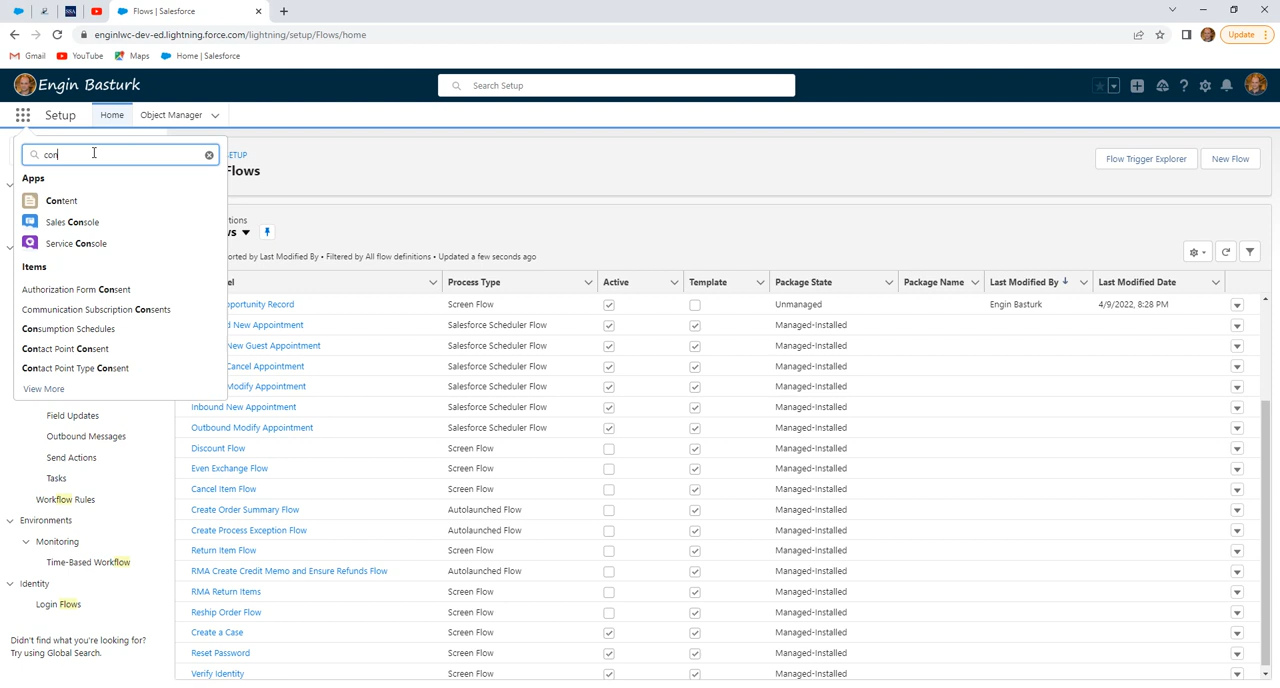 Flows | Salesforce
enginlwc-dev-ed.lightning.force.com/lightning/setup/Flows/home
Update
Gmail
YouTube
Maps
Home | Salesforce
Engin Basturk
Search Setup
Setup
Home
Object Manager
con
Apps
Content
Sales Console
Service Console
Items
Authorization Form Consent
Communication Subscription Consents
Consumption Schedules
Contact Point Consent
Contact Point Type Consent
View More
SETUP
Flows
Flow Trigger Explorer
New Flow
Process Type
Active
Template
Package State
Package Name
Last Modified By
Last Modified Date
Screen Flow Unmanaged Engin Basturk 4/9/2022, 8:28 PM
New Appointment Salesforce Scheduler Flow Managed-Installed
New Guest Appointment Salesforce Scheduler Flow Managed-Installed
Cancel Appointment Salesforce Scheduler Flow Managed-Installed
Modify Appointment Salesforce Scheduler Flow Managed-Installed
Inbound New Appointment Salesforce Scheduler Flow Managed-Installed
Outbound Modify Appointment Salesforce Scheduler Flow Managed-Installed
Discount Flow Screen Flow Managed-Installed
Even Exchange Flow Screen Flow Managed-Installed
Cancel Item Flow Screen Flow Managed-Installed
Create Order Summary Flow Autolaunched Flow Managed-Installed
Create Process Exception Flow Autolaunched Flow Managed-Installed
Return Item Flow Screen Flow Managed-Installed
RMA Create Credit Memo and Ensure Refunds Flow Autolaunched Flow Managed-Installed
RMA Return Items Screen Flow Managed-Installed
Reship Order Flow Screen Flow Managed-Installed
Create a Case Screen Flow Managed-Installed
Reset Password Screen Flow Managed-Installed
Verify Identity Screen Flow Managed-Installed
Field Updates
Outbound Messages
Send Actions
Tasks
Workflow Rules
Environments
Monitoring
Time-Based Workflow
Identity
Login Flows
Didn't find what you're looking for?
Try using Global Search.
orted by Last Modified By • Filtered by All flow definitions • Updated a few seconds ago